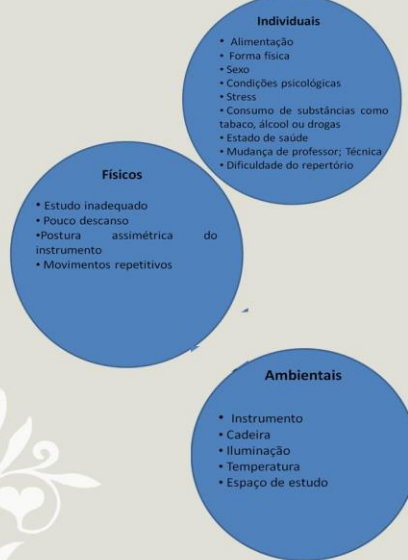 Individuais
• Alimentação
• Forma física
• Sexo
• Condições psicológicas
• Stress
• Consumo de substâncias como
tabaco, álcool ou drogas
• Estado de saúde
• Mudança de professor; Técnica
• Dificuldade do repertório
Físicos
• Estudo inadequado
• Pouco descanso
•Postura assimétrica do
instrumento
• Movimentos repetitivos
Ambientais
• Instrumento
• Cadeira
• Iluminação
• Temperatura
• Espaço de estudo